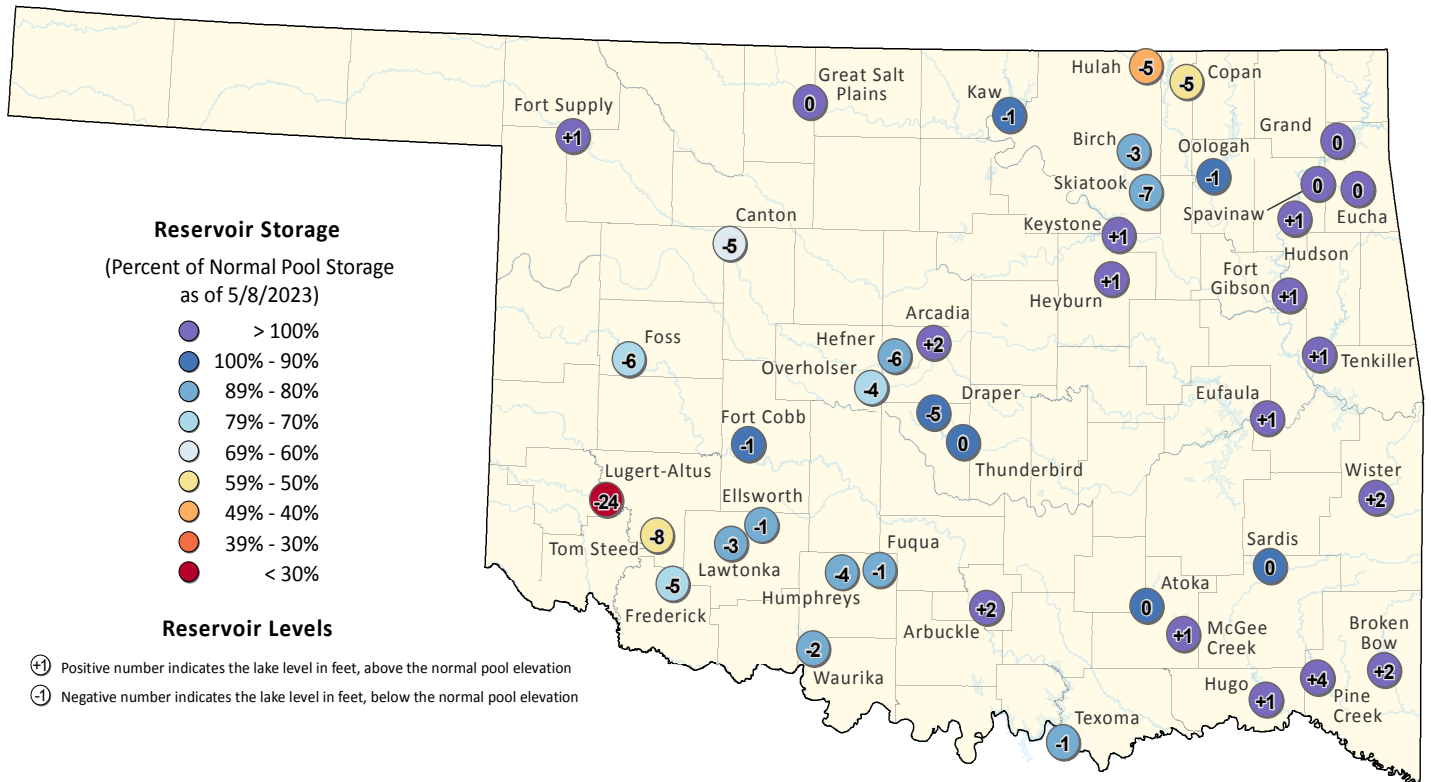 Great Salt
Plains
0
Fort Supply
+1
Kaw
-1
Hulah
-5
Copan
-5
Birch
-3
Oologah
-1
Grand
0
Skiatook
-7
Spavinaw
0
0
Eucha
+1
Hudson
Keystone
+1
Heyburn
+1
Fort
Gibson
+1
Canton
-5
Reservoir Storage
(Percent of Normal Pool Storage
as of 5/8/2023)
> 100%
100% - 90%
89% - 80%
79% - 70%
69% - 60%
59% - 50%
49% - 40%
39% - 30%
< 30%
Reservoir Levels
+1 Positive number indicates the lake level in feet, above the normal pool elevation
-1 Negative number indicates the lake level in feet, below the normal pool elevation
Foss
-6
Arcadia
+2
Hefner
-6
Overholser
-4
Draper
-5
0
Thunderbird
+1
Tenkiller
Eufaula
+1
Fort Cobb
-1
Lugert-Altus
-24
Ellsworth
-1
Tom Steed
-8
-3
Lawtonka
-5
Frederick
Fuqua
-1
-4
Humphreys
-2
Waurika
+2
Arbuckle
Wister
+2
Sardis
0
Atoka
0
+1
McGee
Creek
Broken
Bow
+2
Hugo
+1
+4
Pine
Creek
Texoma
-1